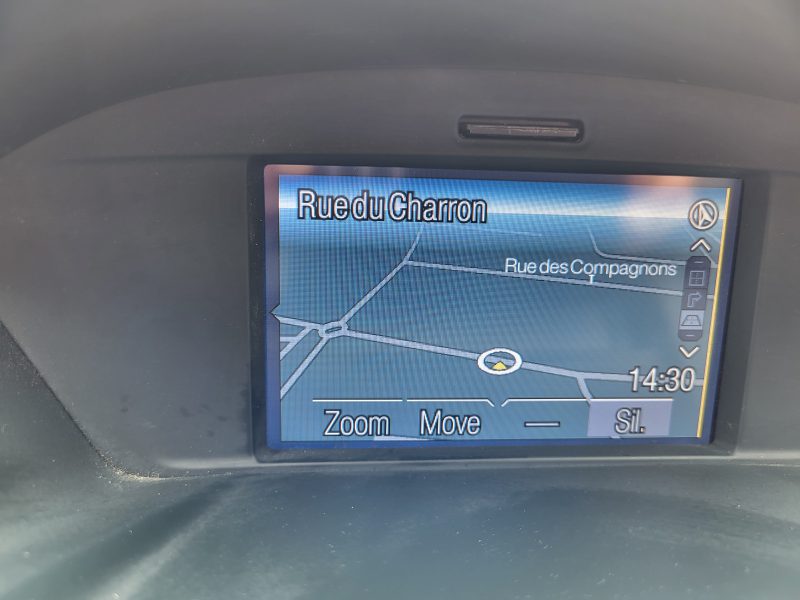 Rue du Charron
Rue des Compagnons
14:30
Zoom Move Sil.